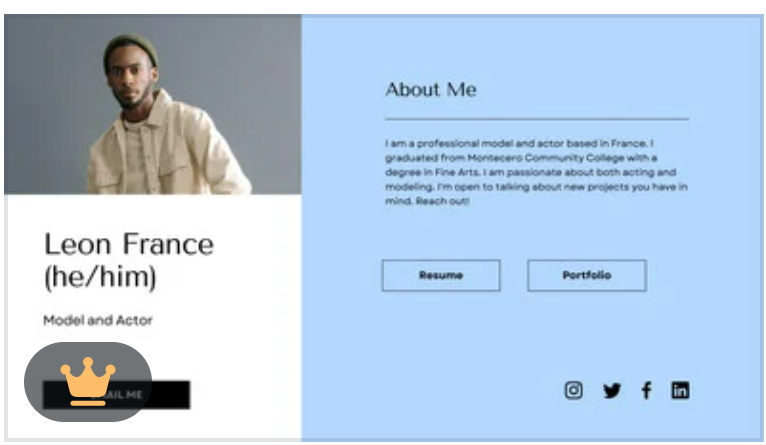 Leon France
(he/him)
Model and Actor
ME
About Me
I am a professional model and actor based in France. I
graduated from Montecero Community College with a
degree in Fine Arts. I am passionate about both acting and
modeling. I'm open to talking about new projects you have in
mind. Reach out!
Resume
Portfolio